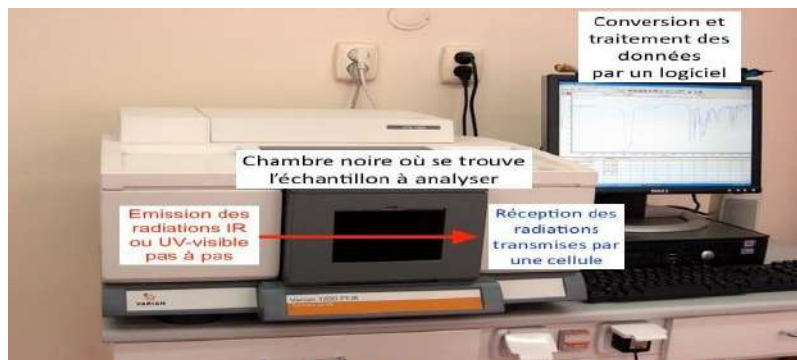 Conversion et
traitement des
données
par un logiciel
Chambre noire où se trouve
l'échantillon à analyser
Emission des
radiations IR
ou UV-visible
pas à pas
Réception des
radiations
transmises par
une cellule
VARIAN
DELL